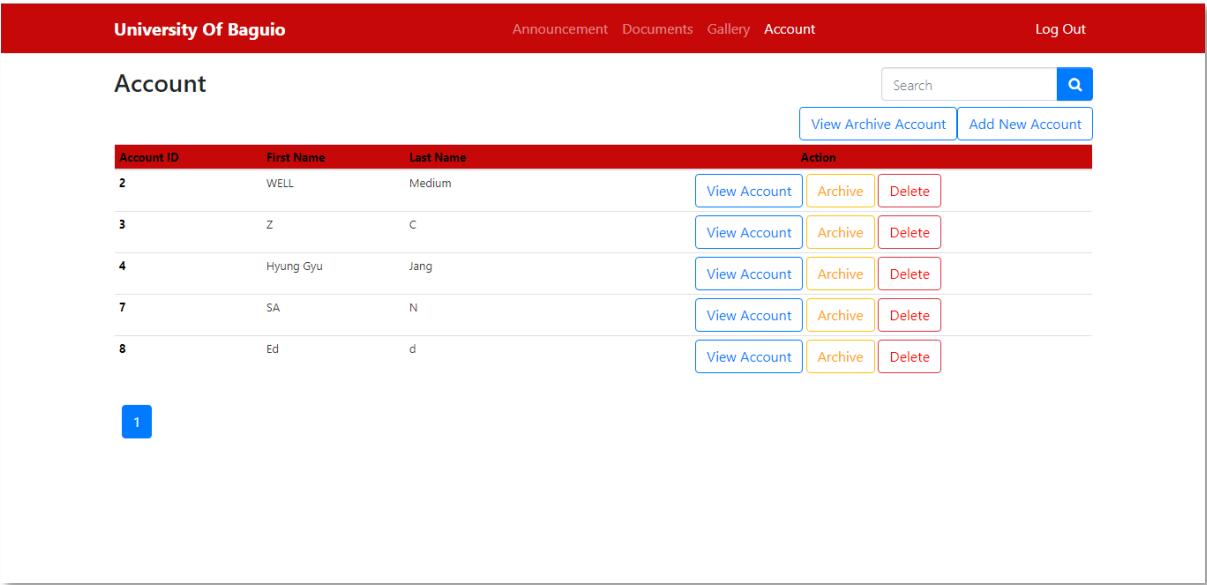 University Of Baguio Announcement Documents Gallery Account Log Out
Account Search
View Archive Account Add New Account
Account ID First Name Last Name Action
2 WELL Medium View Account Archive Delete
3 Z C View Account Archive Delete
4 Hyung Gyu Jang View Account Archive Delete
7 SA N View Account Archive Delete
8 Ed d View Account Archive Delete
1